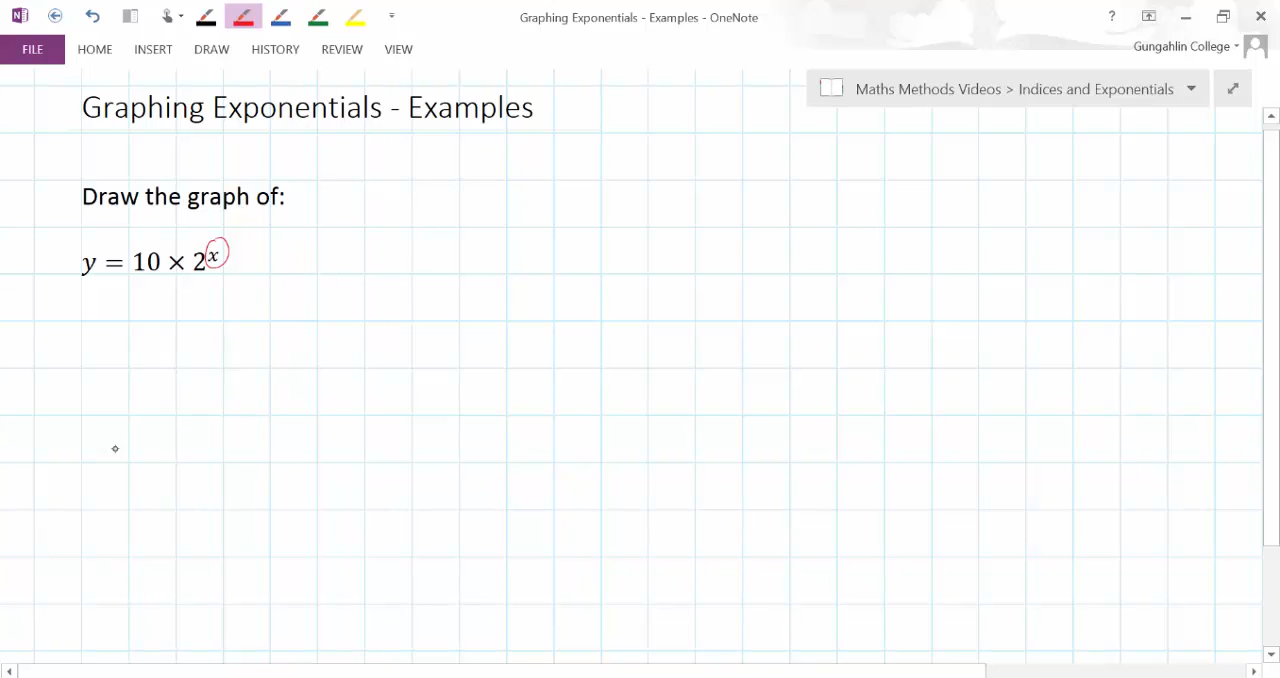 Graphing Exponentials - Examples - OneNote
?
Gungahlin College
FILE HOME INSERT DRAW HISTORY REVIEW VIEW
Maths Methods Videos > Indices and Exponentials
Graphing Exponentials - Examples
Draw the graph of:
y = 10 × 2^x